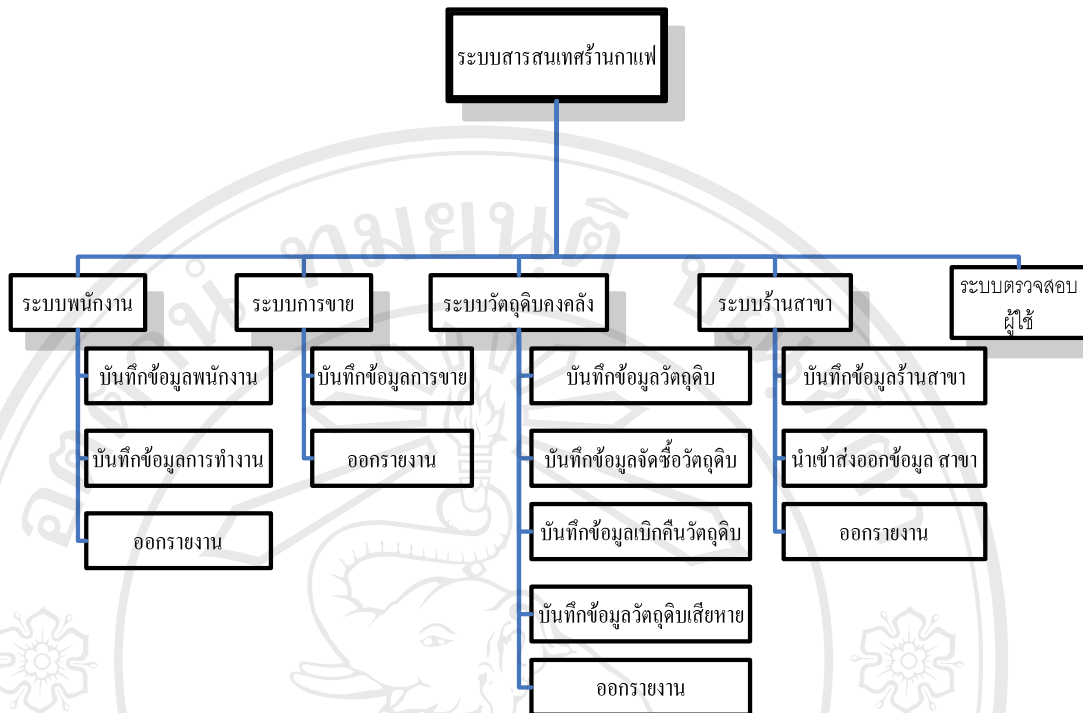 ระบบสารสนเทศร้านกาแฟ
ระบบพนักงาน
ระบบการขาย
ระบบวัตถุดิบคงคลัง
ระบบร้านสาขา
ระบบตรวจสอบ
ผู้ใช้
บันทึกข้อมูลพนักงาน
บันทึกข้อมูลการทำงาน
ออกรายงาน
บันทึกข้อมูลการขาย
ออกรายงาน
บันทึกข้อมูลวัตถุดิบ
บันทึกข้อมูลจัดซื้อวัตถุดิบ
บันทึกข้อมูลเบิกคืนวัตถุดิบ
บันทึกข้อมูลวัตถุดิบเสียหาย
ออกรายงาน
บันทึกข้อมูลร้านสาขา
นำเข้าส่งออกข้อมูล สาขา
ออกรายงาน